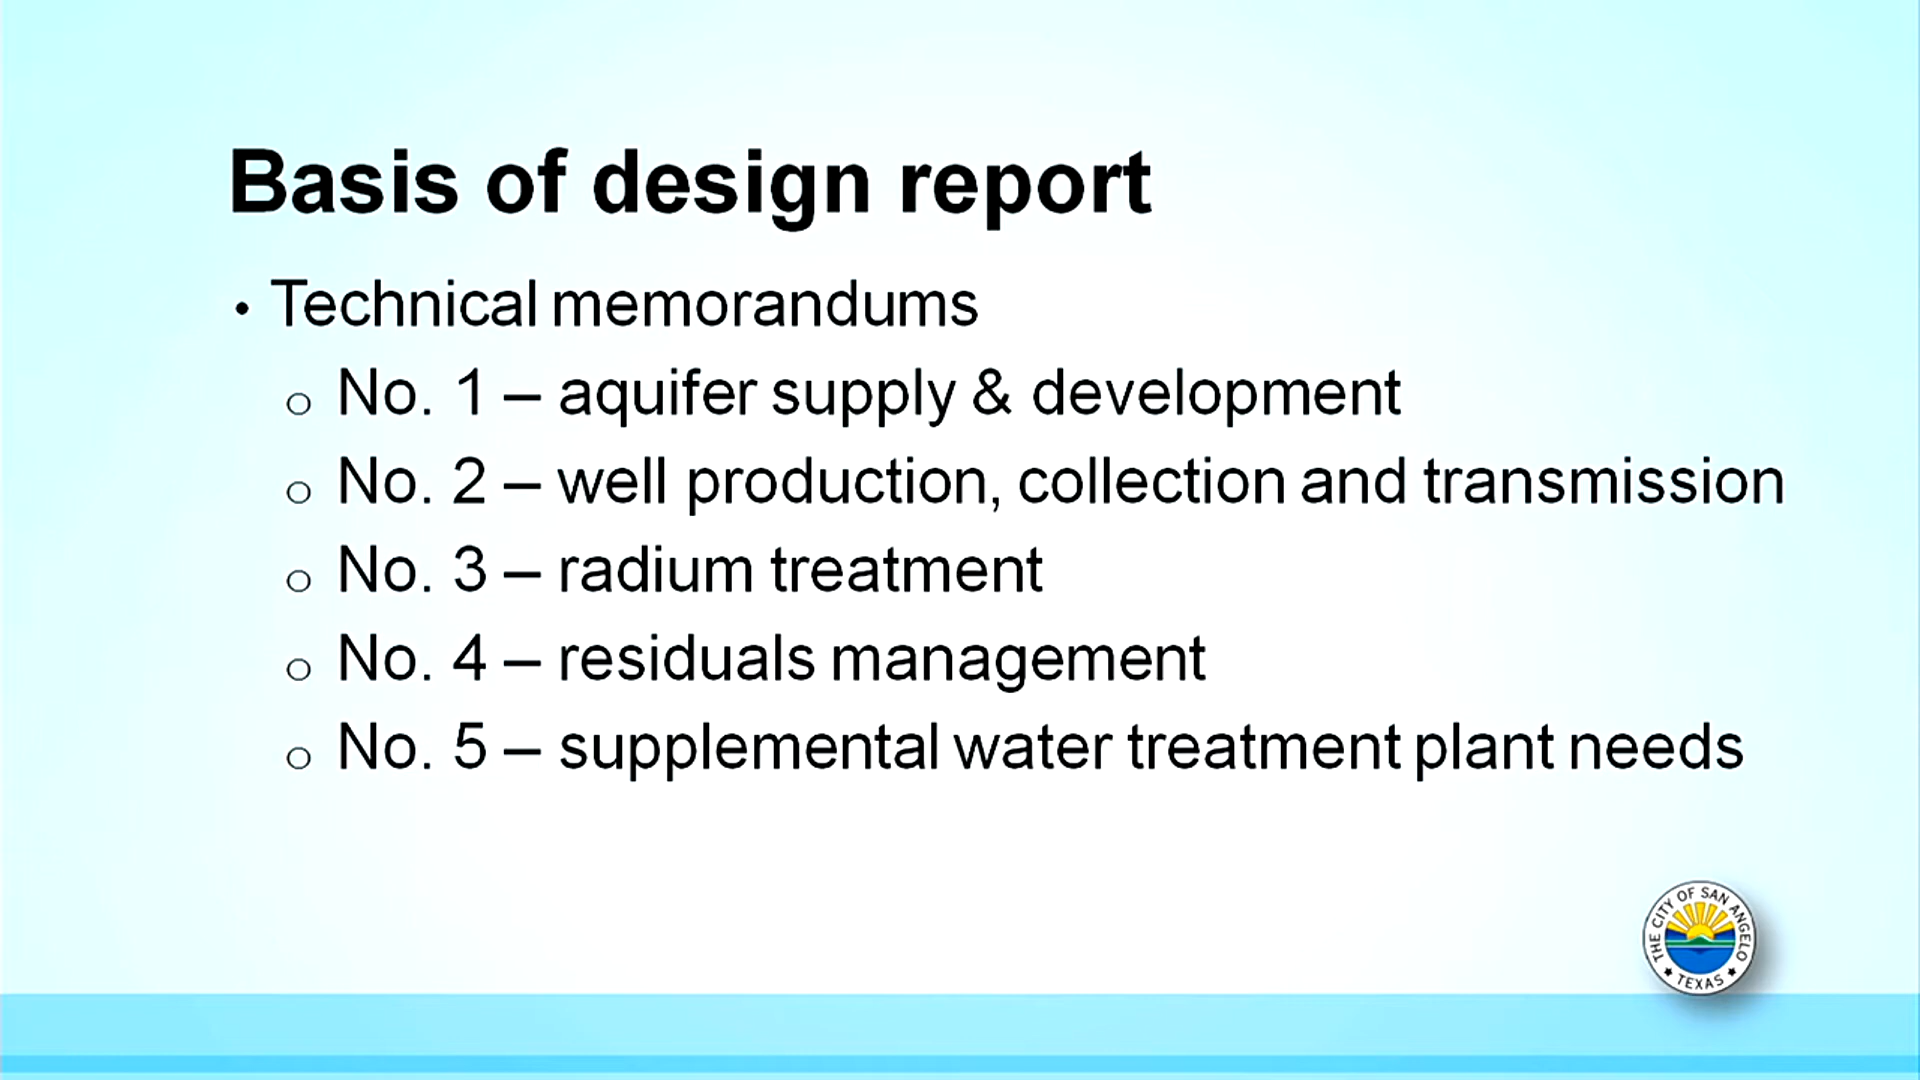 Basis of design report
• Technical memorandums
o No. 1 – aquifer supply & development
o No. 2 – well production, collection and transmission
o No. 3 – radium treatment
o No. 4 – residuals management
o No. 5 – supplemental water treatment plant needs
THE CITY OF SAN ANGELO
★ TEXAS ★